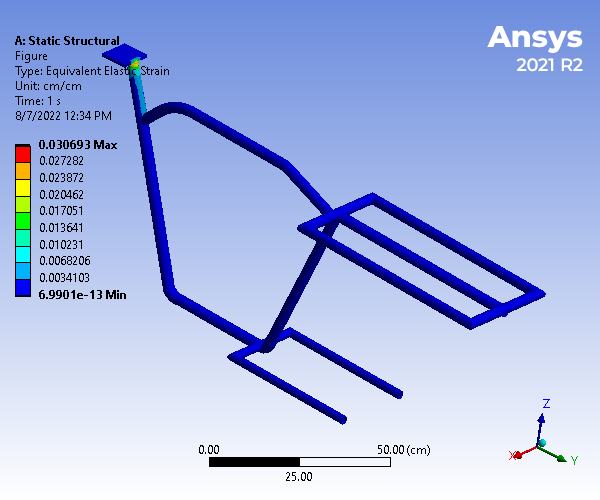 Ansys
2021 R2
A: Static Structural
Figure
Type: Equivalent Elastic Strain
Unit: cm/cm
Time: 1 s
8/7/2022 12:34 PM
0.030693 Max
0.027282
0.023872
0.020462
0.017051
0.013641
0.010231
0.0068206
0.0034103
6.9901e-13 Min
0.00
50.00 (cm)
25.00
Z
X
Y